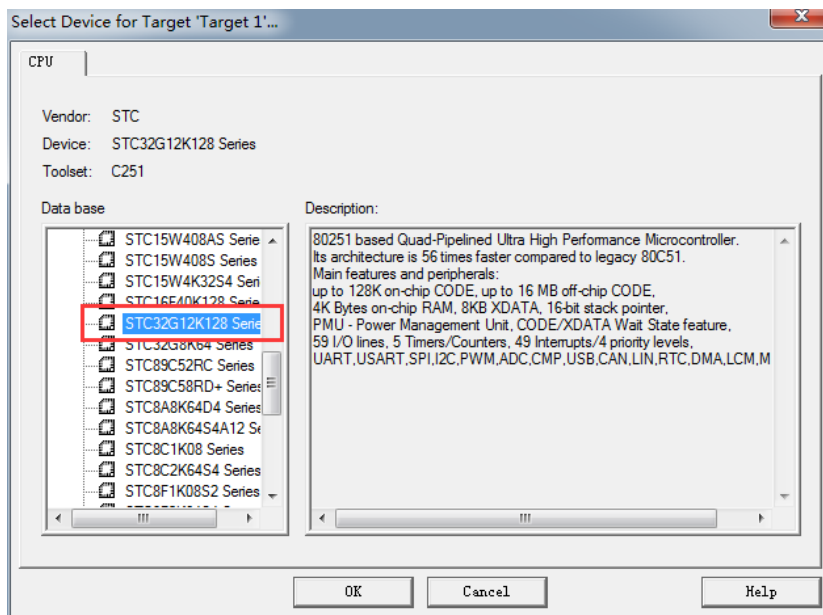 Select Device for Target 'Target 1'...
CPU
Vendor: STC
Device: STC32G12K128 Series
Toolset: C251
Data base
Description:
STC15W408AS Serie
STC15W408S Series
STC15W4K32S4 Seri
STC16F40K128 Serie
STC32G12K128 Serie
STC32G8K64 Series
STC89C52RC Series
STC89C58RD+ Series
STC8A8K64D4 Series
STC8A8K64S4A12 Se
STC8C1K08 Series
STC8C2K64S4 Series
STC8F1K08S2 Series
80251 based Quad-Pipelined Ultra High Performance Microcontroller.
Its architecture is 56 times faster compared to legacy 80C51.
Main features and peripherals:
up to 128K on-chip CODE, up to 16 MB off-chip CODE,
4K Bytes on-chip RAM, 8KB XDATA, 16-bit stack pointer,
PMU - Power Management Unit, CODE/XDATA Wait State feature,
59 I/O lines, 5 Timers/Counters, 49 Interrupts/4 priority levels,
UART,USART,SPI,I2C,PWM,ADC,CMP,USB,CAN,LIN,RTC,DMA,LCM,M
OK
Cancel
Help